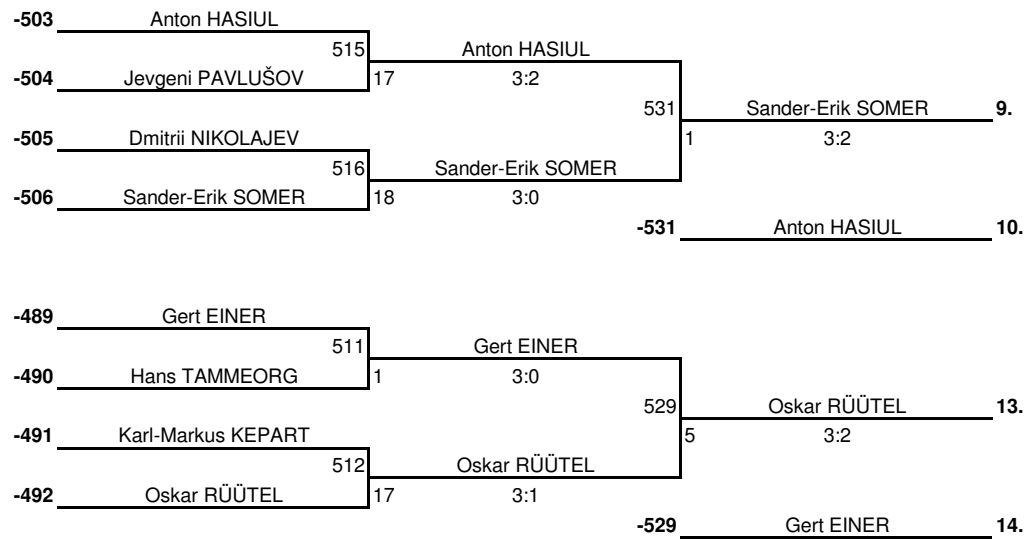 -503 Anton HASIUL
515 Anton HASIUL
-504 Jevgeni PAVLUŠOV 17 3:2
531 Sander-Erik SOMER 9.
-505 Dmitrii NIKOLAJEV 1 3:2
516 Sander-Erik SOMER
-506 Sander-Erik SOMER 18 3:0
-531 Anton HASIUL 10.
-489 Gert EINER
511 Gert EINER
-490 Hans TAMMEORG 1 3:0
529 Oskar RÜÜTEL 13.
-491 Karl-Markus KEPART 5 3:2
512 Oskar RÜÜTEL
-492 Oskar RÜÜTEL 17 3:1
-529 Gert EINER 14.